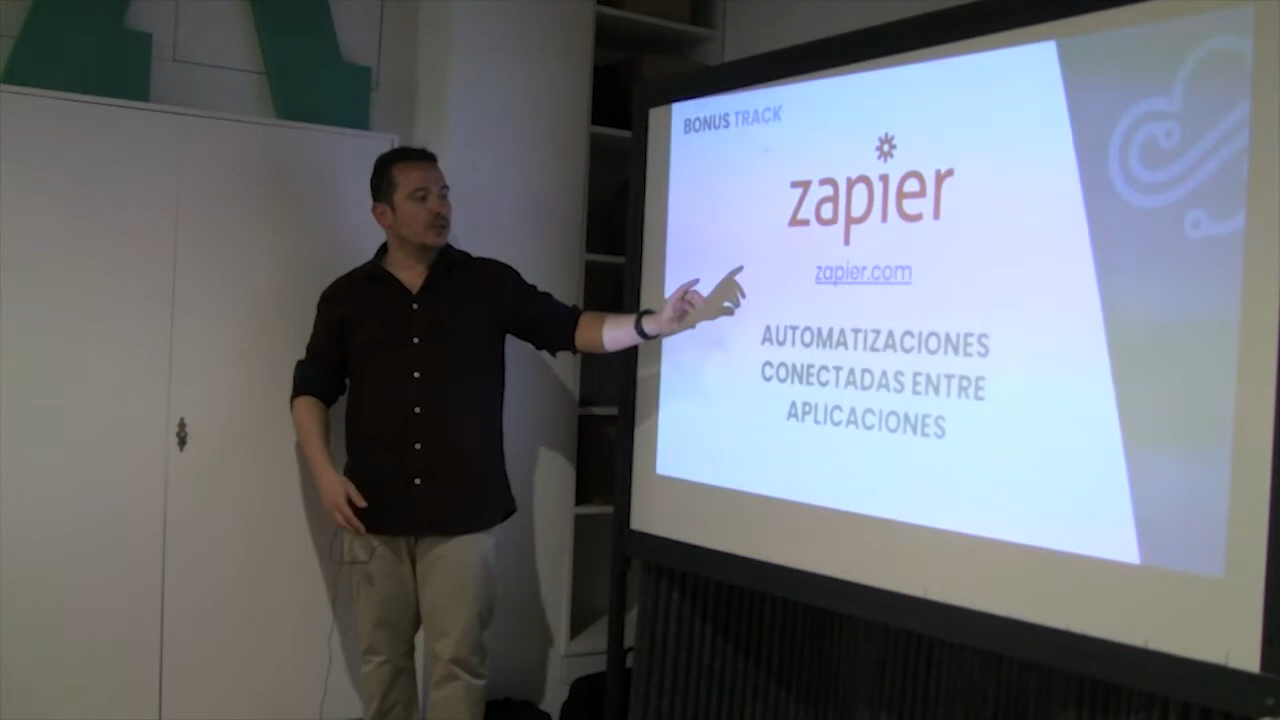 BONUS TRACK
zapier
zapier.com
AUTOMATIZACIONES
CONECTADAS ENTRE
APLICACIONES